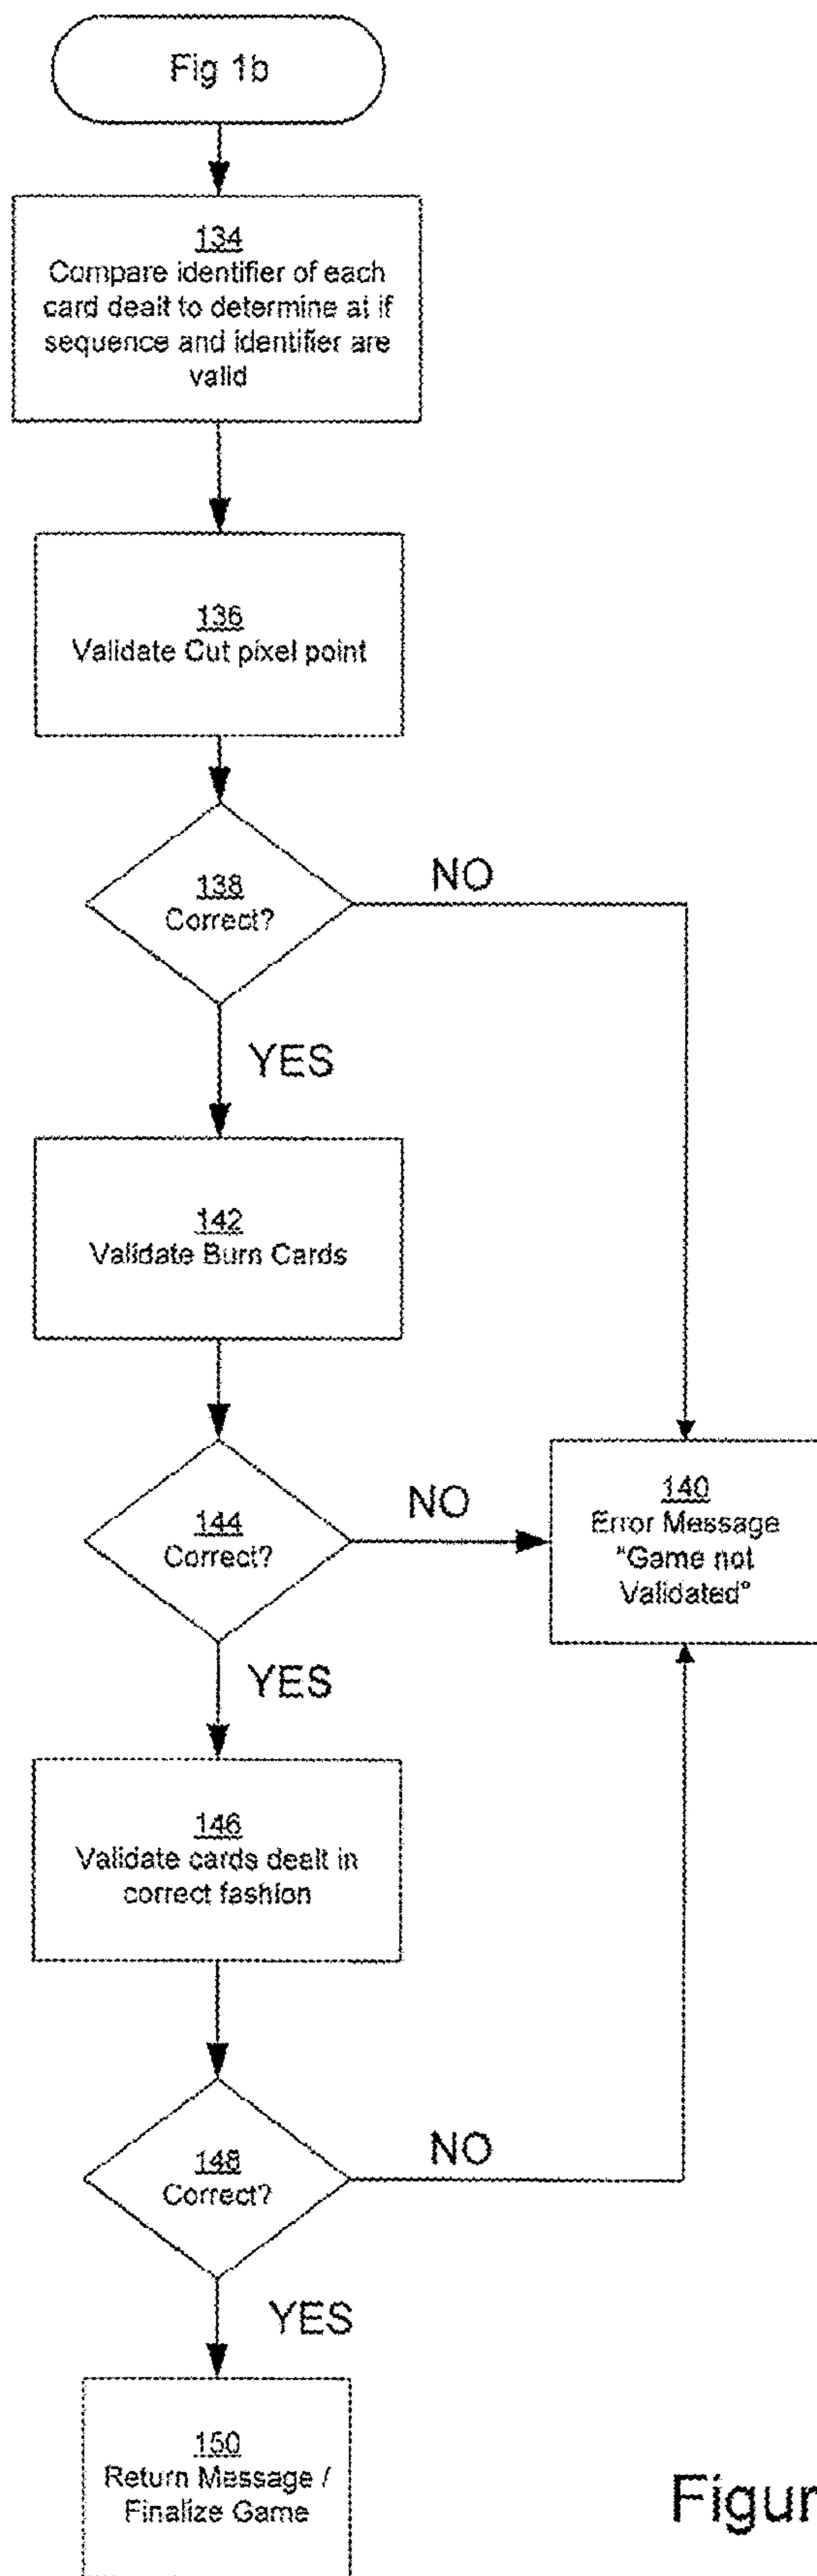 Fig 1b
134
Compare identifier of each
card dealt to determine at if
sequence and identifier are
valid
136
Validate Cut pixel point
138
Correct?
NO
YES
142
Validate Burn Cards
144
Correct?
NO
140
Error Message
"Game not
Validated"
YES
146
Validate cards dealt in
correct fashion
148
Correct?
NO
YES
150
Return Message /
Finalize Game
Figur